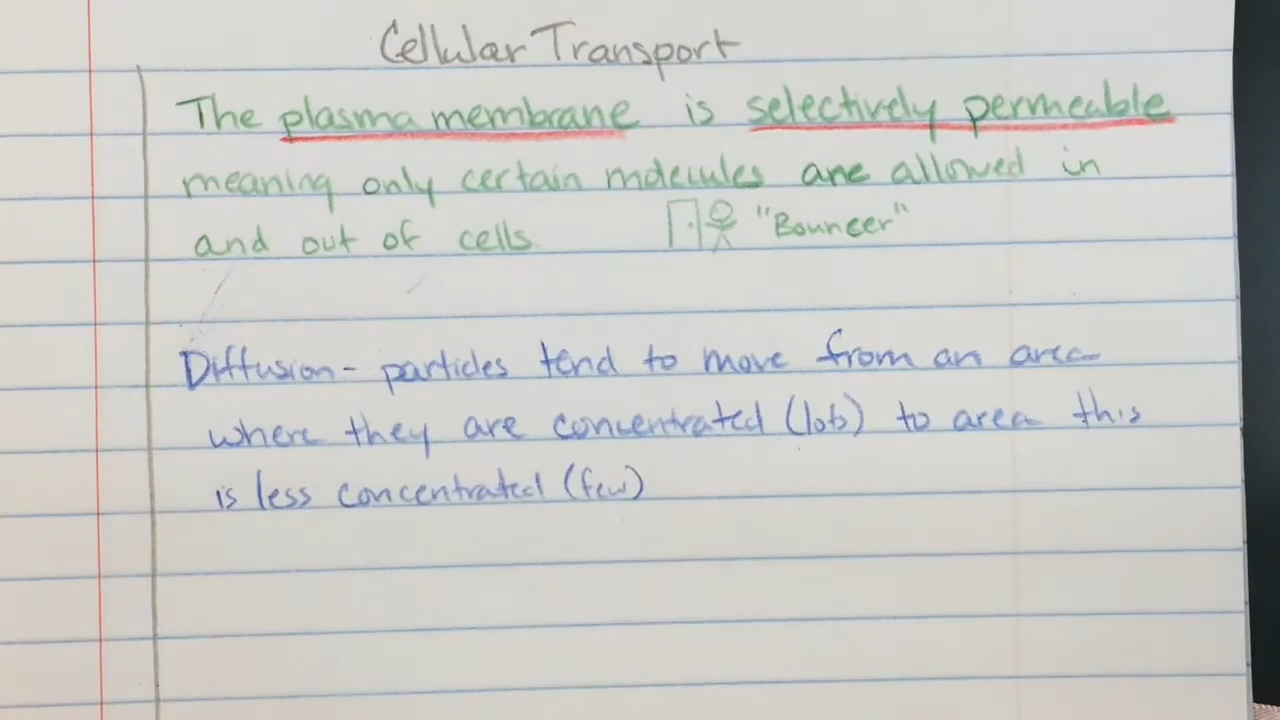 Cellular Transport
The plasma membrane is selectively permeable
meaning only certain molecules are allowed in
and out of cells. "Bouncer"
Diffusion - particles tend to move from an area
where they are concentrated (lots) to area this
is less concentrated (few)